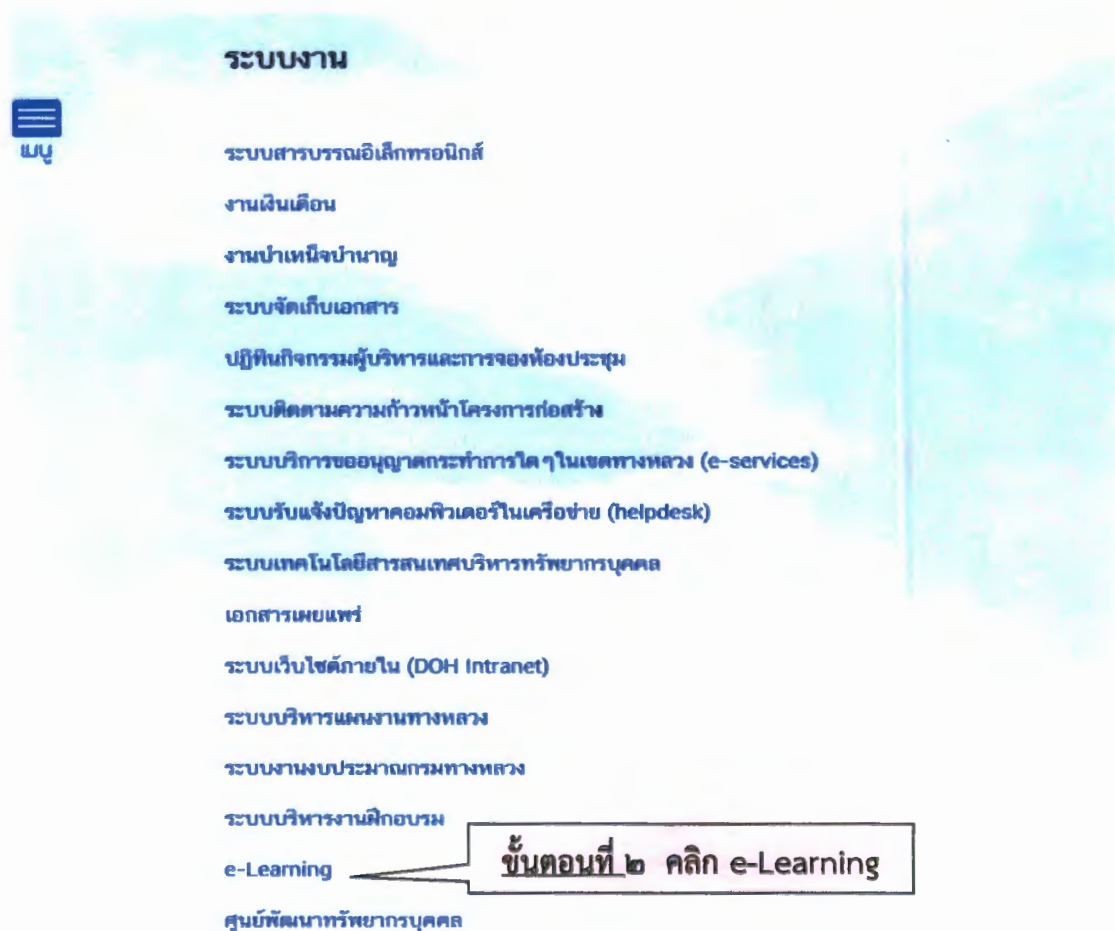 ระบบงาน
เมนู
ระบบสารบรรณอิเล็กทรอนิกส์
งานเงินเดือน
งานบำเหน็จบำนาญ
ระบบจัดเก็บเอกสาร
ปฏิทินกิจกรรมผู้บริหารและการจองห้องประชุม
ระบบติดตามความก้าวหน้าโครงการก่อสร้าง
ระบบบริการขออนุญาตกระทำการใด ๆในเขตทางหลวง (e-services)
ระบบรับแจ้งปัญหาคอมพิวเตอร์ในเครือข่าย (helpdesk)
ระบบเทคโนโลยีสารสนเทศบริหารทรัพยากรบุคคล
เอกสารเผยแพร่
ระบบเว็บไซต์ภายใน (DOH Intranet)
ระบบบริหารแผนงานทางหลวง
ระบบงานงบประมาณกรมทางหลวง
ระบบบริหารงานฝึกอบรม
e-Learning
ขั้นตอนที่ ๒ คลิก e-Learning
ศูนย์พัฒนาทรัพยากรบุคคล